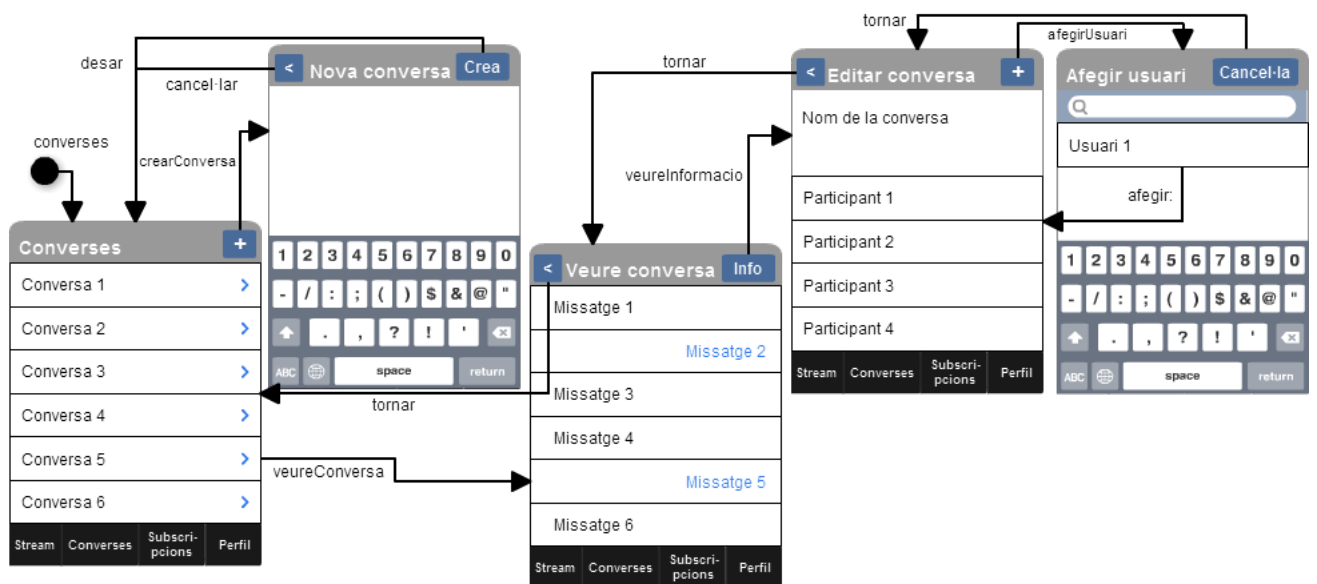 desar
cancel·lar
converses
crearConversa
Converses
+
Conversa 1
Conversa 2
Conversa 3
Conversa 4
Conversa 5
Conversa 6
Stream Converses Subscri-
pcions Perfil
< Nova conversa Crea
1 2 3 4 5 6 7 8 9 0
- / : ; ( ) $ & @ "
. , ? ! '
ABC space return
tornar
veureConversa
tornar
< Veure conversa Info
Missatge 1
Missatge 2
Missatge 3
Missatge 4
Missatge 5
Missatge 6
Stream Converses Subscri-
pcions Perfil
veureInformacio
tornar
afegirUsuari
< Editar conversa +
Nom de la conversa
Participant 1
Participant 2
Participant 3
Participant 4
Stream Converses Subscri-
pcions Perfil
Afegir usuari Cancel·la
Usuari 1
afegir:
1 2 3 4 5 6 7 8 9 0
- / : ; ( ) $ & @ "
. , ? ! '
ABC space return